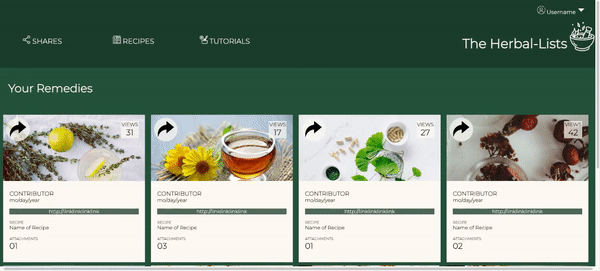 Username
SHARES
RECIPES
TUTORIALS
The Herbal-Lists
Your Remedies
VIEWS
31
CONTRIBUTOR
mo/day/year
http://linklinklinklink
RECIPE
Name of Recipe
ATTACHMENTS
01
VIEWS
17
CONTRIBUTOR
mo/day/year
http://linklinklinklink
RECIPE
Name of Recipe
ATTACHMENTS
03
VIEWS
27
CONTRIBUTOR
mo/day/year
http://linklinklinklink
RECIPE
Name of Recipe
ATTACHMENTS
01
VIEWS
42
CONTRIBUTOR
mo/day/year
http://linklinklinklink
RECIPE
Name of Recipe
ATTACHMENTS
02